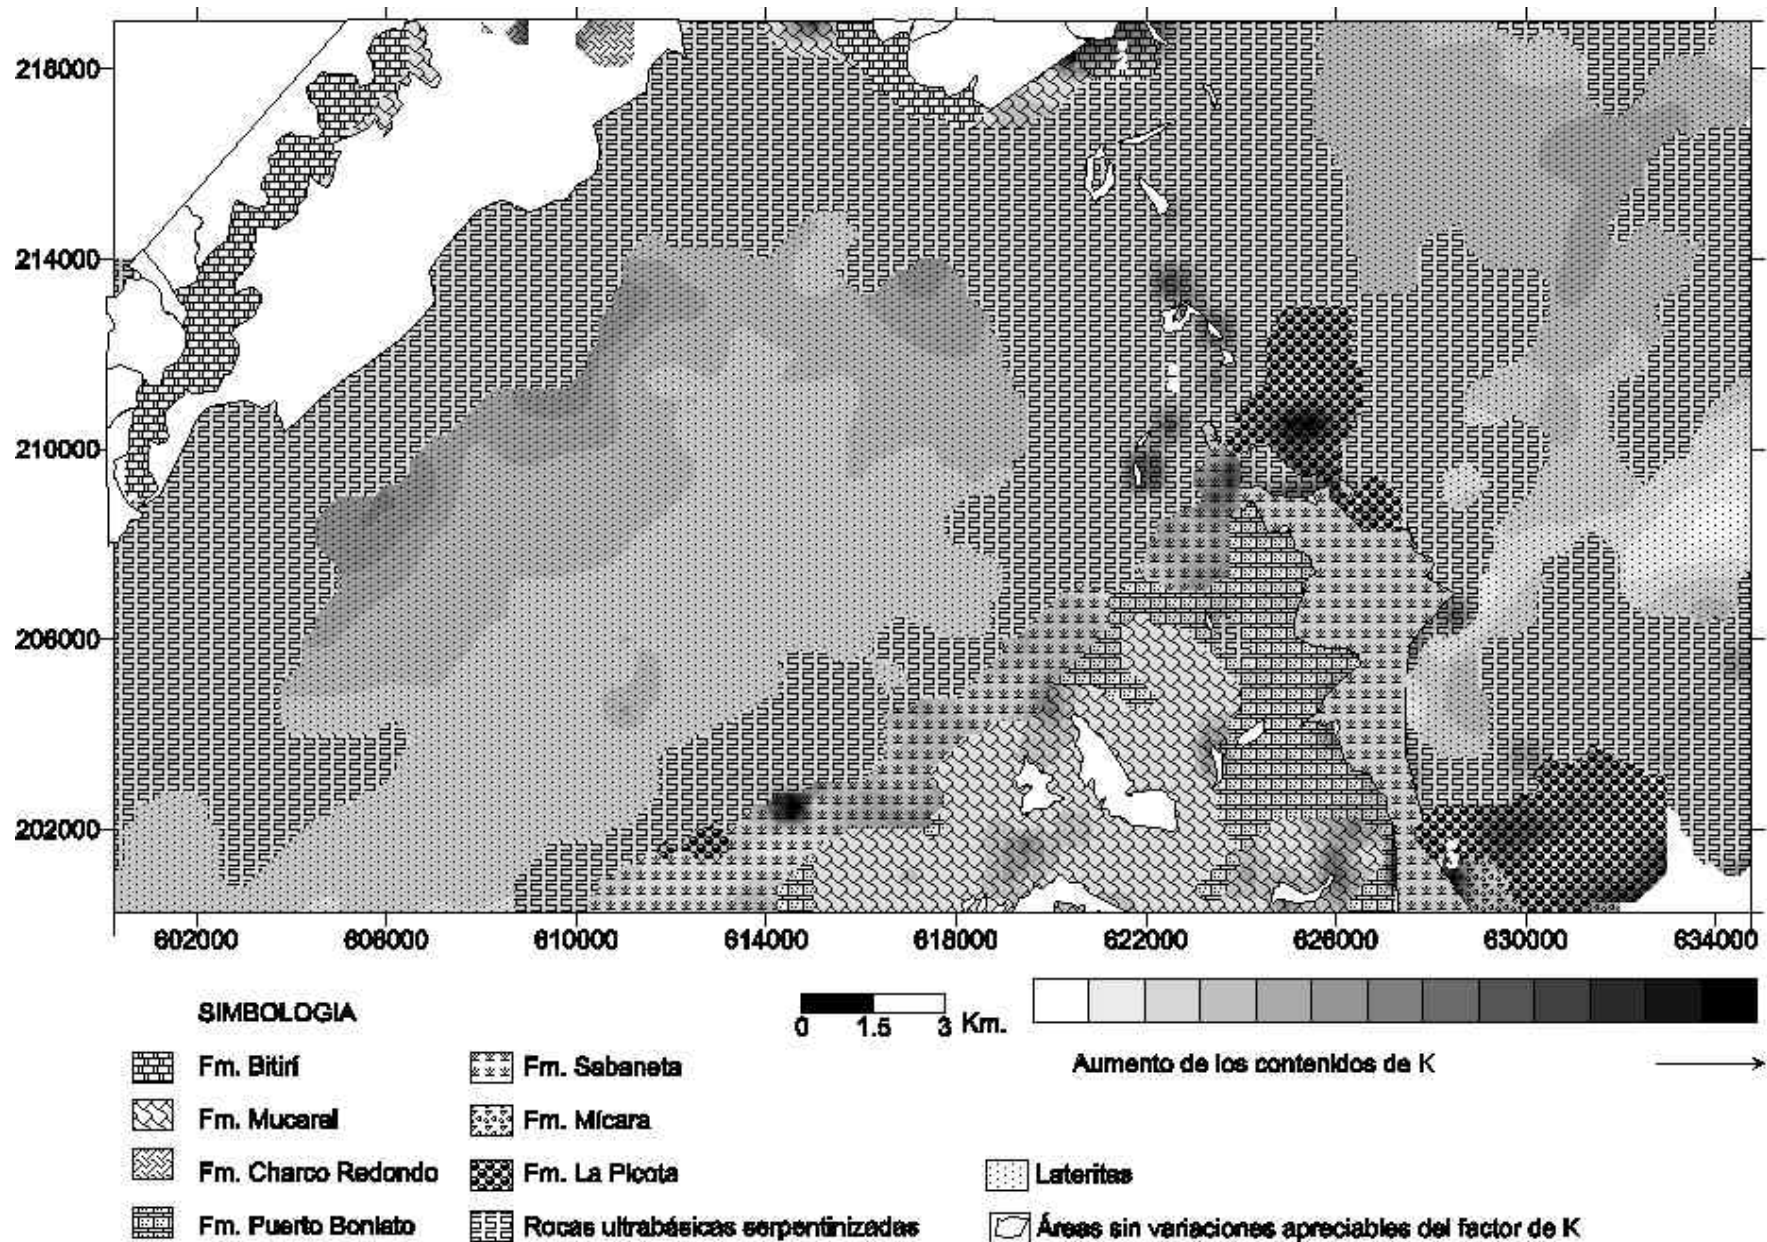 218000
214000
210000
206000
202000
602000 606000 610000 614000 618000 622000 626000 630000 634000
SIMBOLOGIA
0 1.5 3 Km.
Aumento de los contenidos de K
Fm. Bitirí
Fm. Mucaral
Fm. Charco Redondo
Fm. Puerto Boniato
Fm. Sabaneta
Fm. Mícara
Fm. La Picota
Rocas ultrabásicas serpentinizadas
Lateritas
Áreas sin variaciones apreciables del factor de K